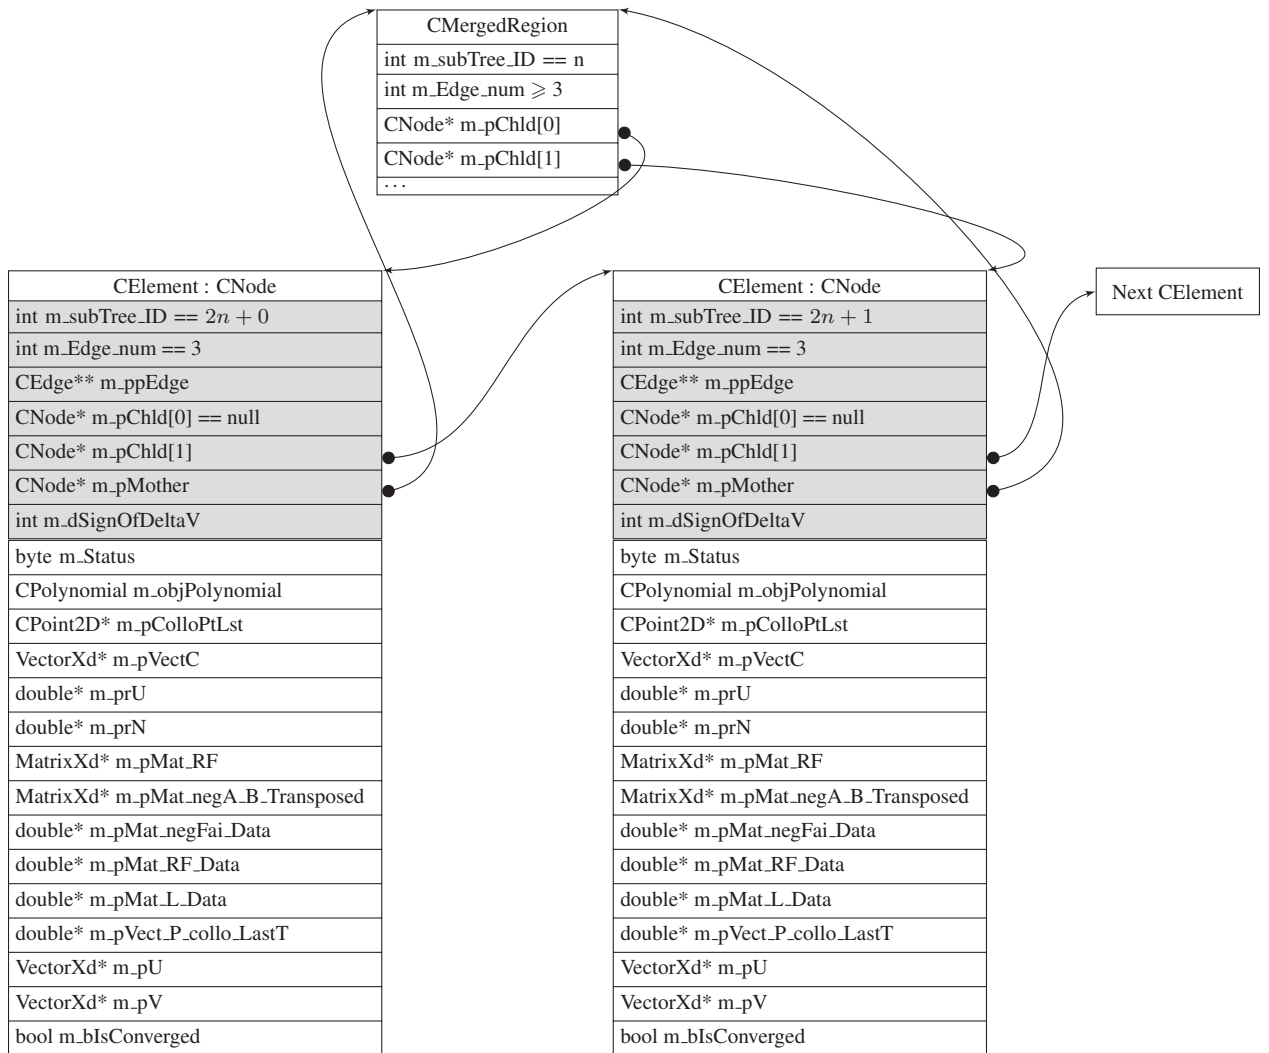 CMergedRegion
int m_subTree_ID == n
int m_Edge_num ⩾ 3
CNode* m_pChld[0]
CNode* m_pChld[1]
...
CElement : CNode
int m_subTree_ID == 2n + 0
int m_Edge_num == 3
CEdge** m_ppEdge
CNode* m_pChld[0] == null
CNode* m_pChld[1]
CNode* m_pMother
int m_dSignOfDeltaV
byte m_Status
CPolynomial m_objPolynomial
CPoint2D* m_pColloPtLst
VectorXd* m_pVectC
double* m_prU
double* m_prN
MatrixXd* m_pMat_RF
MatrixXd* m_pMat_negA_B_Transposed
double* m_pMat_negFai_Data
double* m_pMat_RF_Data
double* m_pMat_L_Data
double* m_pVect_P_collo_LastT
VectorXd* m_pU
VectorXd* m_pV
bool m_bIsConverged
CElement : CNode
int m_subTree_ID == 2n + 1
int m_Edge_num == 3
CEdge** m_ppEdge
CNode* m_pChld[0] == null
CNode* m_pChld[1]
CNode* m_pMother
int m_dSignOfDeltaV
byte m_Status
CPolynomial m_objPolynomial
CPoint2D* m_pColloPtLst
VectorXd* m_pVectC
double* m_prU
double* m_prN
MatrixXd* m_pMat_RF
MatrixXd* m_pMat_negA_B_Transposed
double* m_pMat_negFai_Data
double* m_pMat_RF_Data
double* m_pMat_L_Data
double* m_pVect_P_collo_LastT
VectorXd* m_pU
VectorXd* m_pV
bool m_bIsConverged
Next CElement